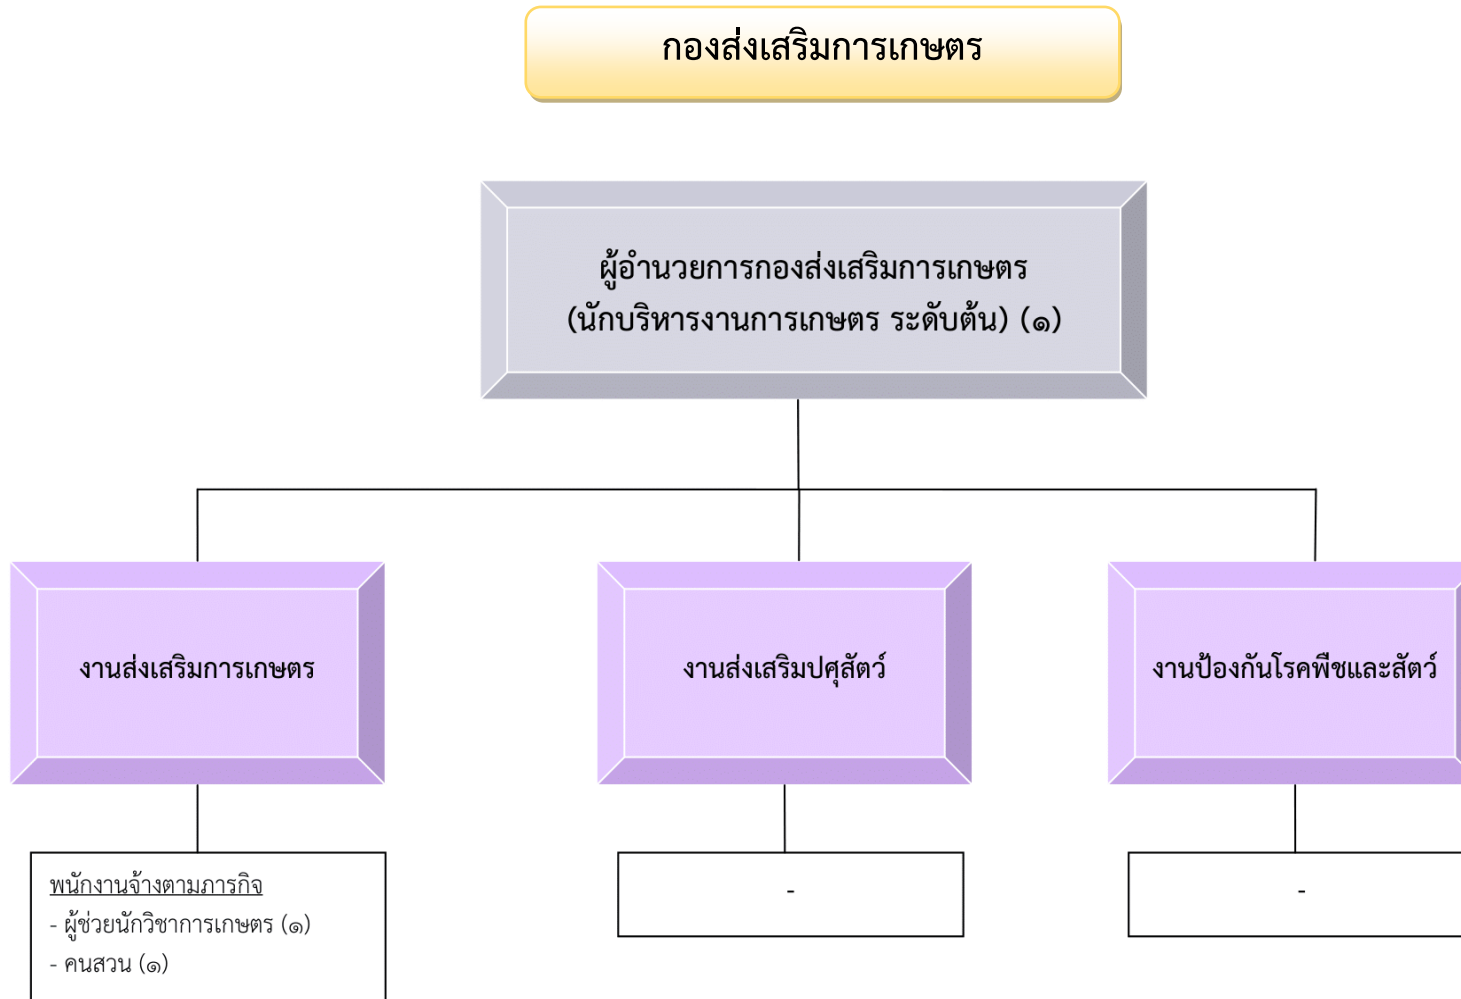 กองส่งเสริมการเกษตร
ผู้อำนวยการกองส่งเสริมการเกษตร
(นักบริหารงานการเกษตร ระดับต้น) (๑)
งานส่งเสริมการเกษตร
งานส่งเสริมปศุสัตว์
งานป้องกันโรคพืชและสัตว์
พนักงานจ้างตามภารกิจ
- ผู้ช่วยนักวิชาการเกษตร (๑)
- คนสวน (๑)
-
-